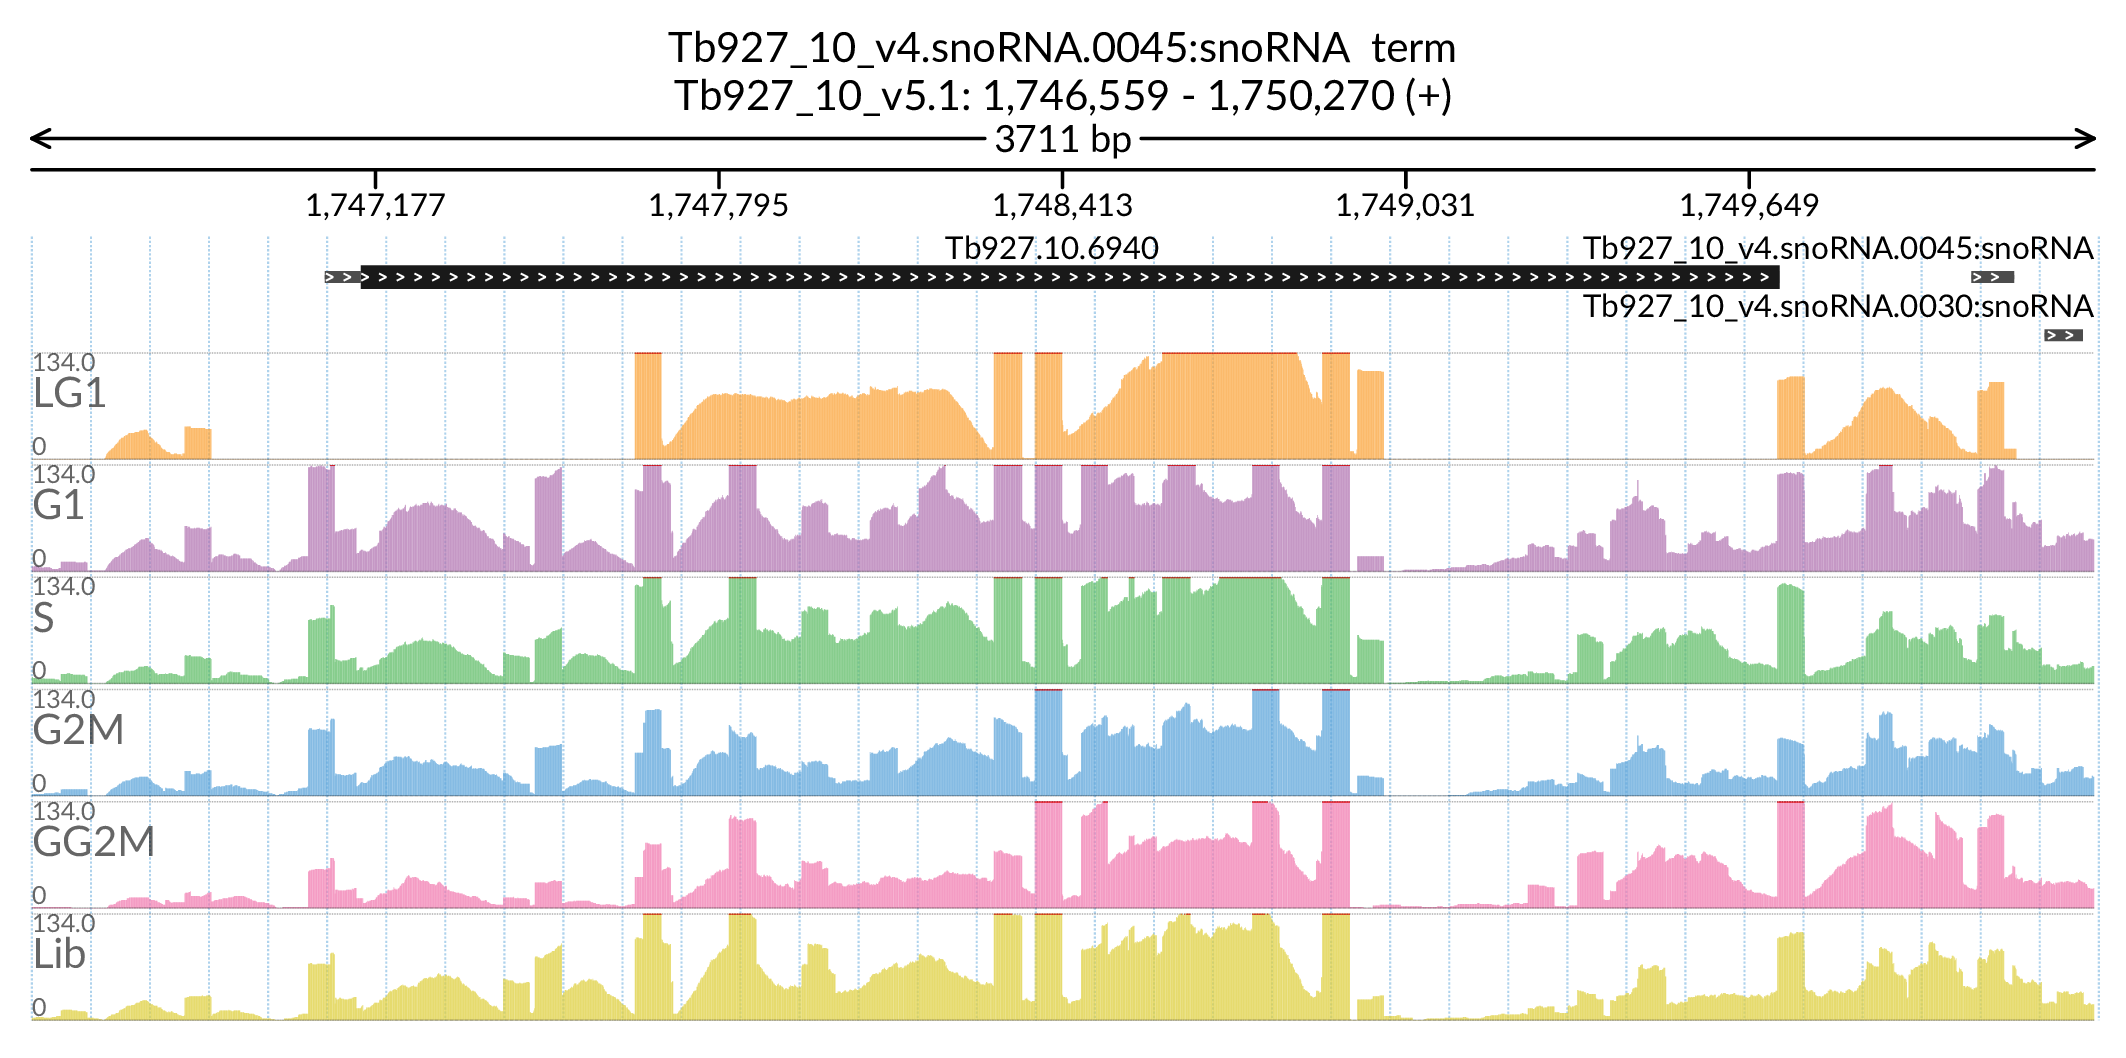 Tb927_10_v4.snoRNA.0045:snoRNA  term
Tb927_10_v5.1: 1,746,559 - 1,750,270 (+)
3711 bp
1,747,177 1,747,795 1,748,413 1,749,031 1,749,649
Tb927.10.6940 Tb927_10_v4.snoRNA.0045:snoRNA
Tb927_10_v4.snoRNA.0030:snoRNA
134.0
LG1
0
134.0
G1
0
134.0
S
0
134.0
G2M
0
134.0
GG2M
0
134.0
Lib
0